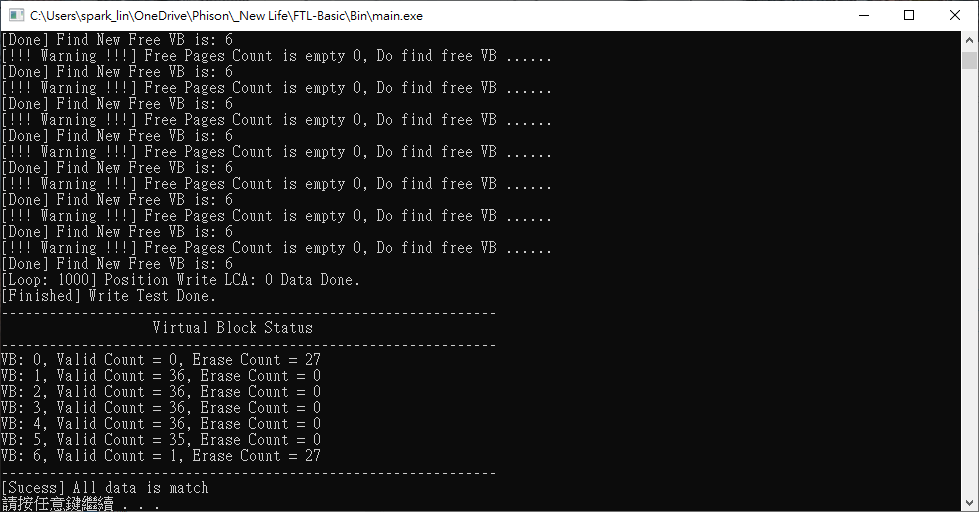 C:\Users\spark_lin\OneDrive\Phison\_New Life\FTL-Basic\Bin\main.exe
[Done] Find New Free VB is: 6
[!!! Warning !!!] Free Pages Count is empty 0, Do find free VB ......
[Done] Find New Free VB is: 6
[!!! Warning !!!] Free Pages Count is empty 0, Do find free VB ......
[Done] Find New Free VB is: 6
[!!! Warning !!!] Free Pages Count is empty 0, Do find free VB ......
[Done] Find New Free VB is: 6
[!!! Warning !!!] Free Pages Count is empty 0, Do find free VB ......
[Done] Find New Free VB is: 6
[!!! Warning !!!] Free Pages Count is empty 0, Do find free VB ......
[Done] Find New Free VB is: 6
[!!! Warning !!!] Free Pages Count is empty 0, Do find free VB ......
[Done] Find New Free VB is: 6
[!!! Warning !!!] Free Pages Count is empty 0, Do find free VB ......
[Done] Find New Free VB is: 6
[Loop: 1000] Position Write LCA: 0 Data Done.
[Finished] Write Test Done.
--------------------------------------------------------------
Virtual Block Status
--------------------------------------------------------------
VB: 0, Valid Count = 0, Erase Count = 27
VB: 1, Valid Count = 36, Erase Count = 0
VB: 2, Valid Count = 36, Erase Count = 0
VB: 3, Valid Count = 36, Erase Count = 0
VB: 4, Valid Count = 36, Erase Count = 0
VB: 5, Valid Count = 35, Erase Count = 0
VB: 6, Valid Count = 1, Erase Count = 27
--------------------------------------------------------------
[Sucess] All data is match
請按任意鍵繼續 . . .